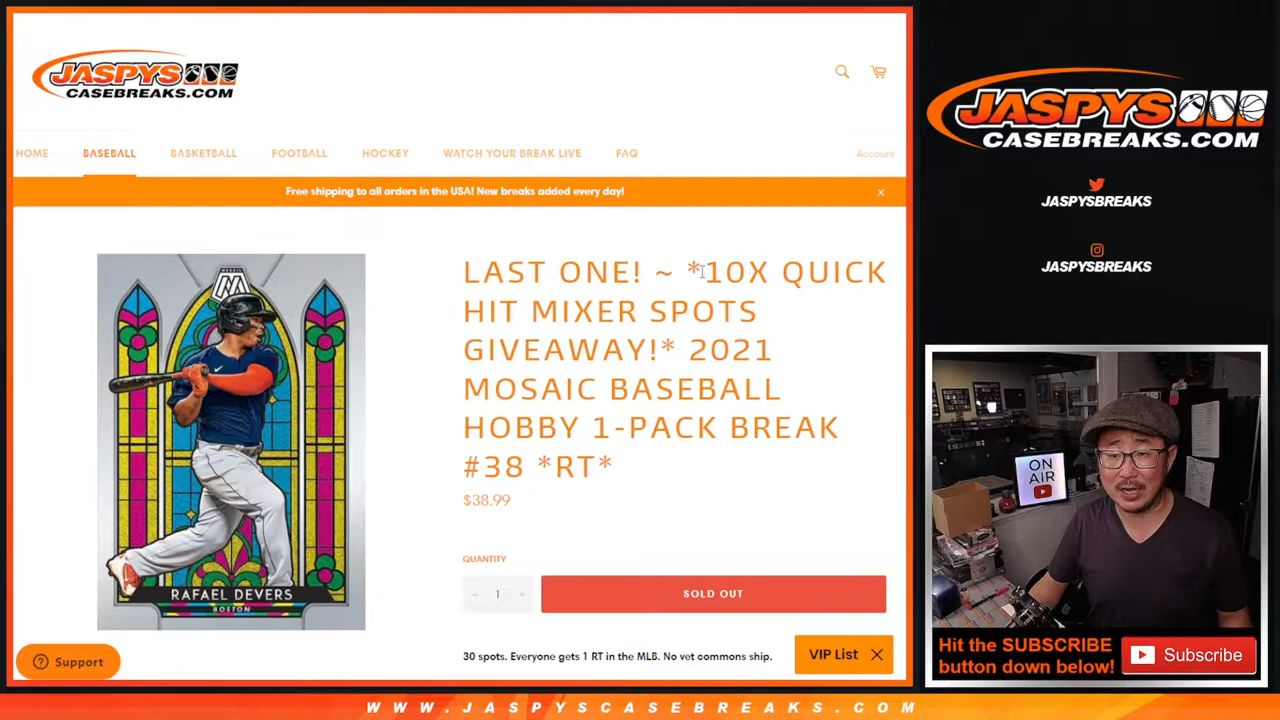 JASPYS
CASEBREAKS.COM
HOME BASEBALL BASKETBALL FOOTBALL HOCKEY WATCH YOUR BREAK LIVE FAQ Account
Free shipping to all orders in the USA! New breaks added every day! ×
LAST ONE! ~ *10X QUICK
HIT MIXER SPOTS
GIVEAWAY!* 2021
MOSAIC BASEBALL
HOBBY 1-PACK BREAK
#38 *RT*
$38.99
QUANTITY
− 1 +
SOLD OUT
30 spots. Everyone gets 1 RT in the MLB. No vet commons ship.
MOSAIC
RAFAEL DEVERS
BOSTON
? Support
VIP List ×
JASPYS
CASEBREAKS.COM
JASPYSBREAKS
JASPYSBREAKS
ON
AIR
Hit the SUBSCRIBE
button down below!
Subscribe
WWW.JASPYSCASEBREAKS.COM